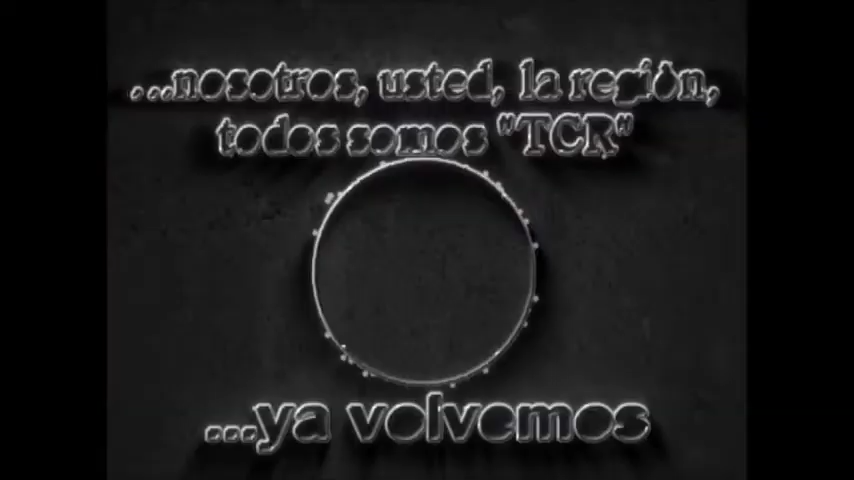 ...nosotros, usted, la región,
todos somos "TCR"
...ya volvemos